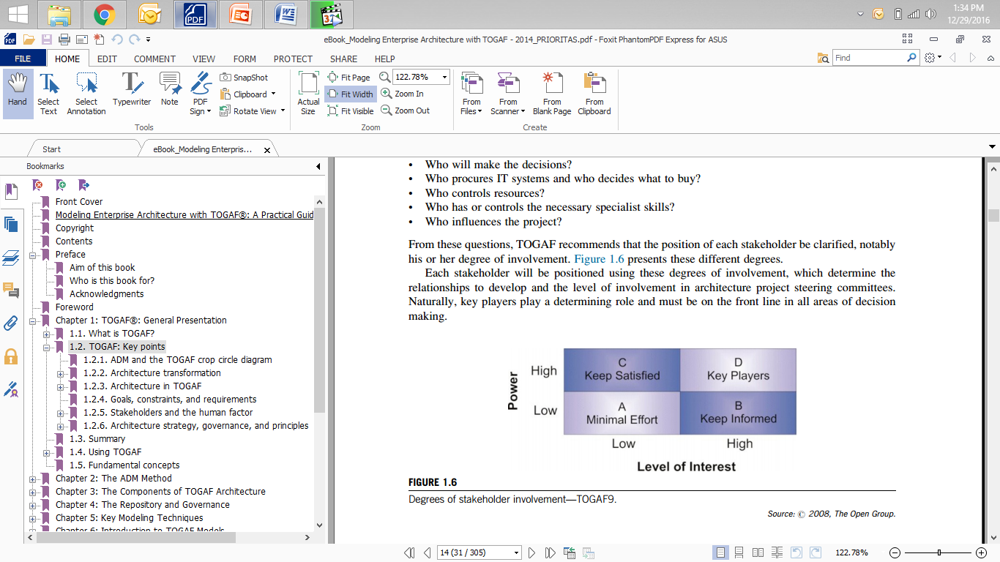 1:34 PM
12/29/2016
eBook_Modeling Enterprise Architecture with TOGAF - 2014_PRIORITAS.pdf - Foxit PhantomPDF Express for ASUS
FILE HOME EDIT COMMENT VIEW FORM PROTECT SHARE HELP
Find
Hand
Select Text
Select Annotation
Typewriter
Note
PDF Sign
SnapShot
Clipboard
Rotate View
Tools
Actual Size
Fit Page
Fit Width
Fit Visible
122.78%
Zoom In
Zoom Out
Zoom
From Files
From Scanner
From Blank Page
From Clipboard
Create
Start
eBook_Modeling Enterpris...
Bookmarks
Front Cover
Modeling Enterprise Architecture with TOGAF®: A Practical Guid
Copyright
Contents
Preface
Aim of this book
Who is this book for?
Acknowledgments
Foreword
Chapter 1: TOGAF®: General Presentation
1.1. What is TOGAF?
1.2. TOGAF: Key points
1.2.1. ADM and the TOGAF crop circle diagram
1.2.2. Architecture transformation
1.2.3. Architecture in TOGAF
1.2.4. Goals, constraints, and requirements
1.2.5. Stakeholders and the human factor
1.2.6. Architecture strategy, governance, and principles
1.3. Summary
1.4. Using TOGAF
1.5. Fundamental concepts
Chapter 2: The ADM Method
Chapter 3: The Components of TOGAF Architecture
Chapter 4: The Repository and Governance
Chapter 5: Key Modeling Techniques
Chapter 6: Introduction to TOGAF Models
• Who will make the decisions?
• Who procures IT systems and who decides what to buy?
• Who controls resources?
• Who has or controls the necessary specialist skills?
• Who influences the project?
From these questions, TOGAF recommends that the position of each stakeholder be clarified, notably
his or her degree of involvement. Figure 1.6 presents these different degrees.
Each stakeholder will be positioned using these degrees of involvement, which determine the
relationships to develop and the level of involvement in architecture project steering committees.
Naturally, key players play a determining role and must be on the front line in all areas of decision
making.
Power
High
Low
C
Keep Satisfied
D
Key Players
A
Minimal Effort
B
Keep Informed
Low
High
Level of Interest
FIGURE 1.6
Degrees of stakeholder involvement—TOGAF9.
Source: © 2008, The Open Group.
14 (31 / 305)
122.78%